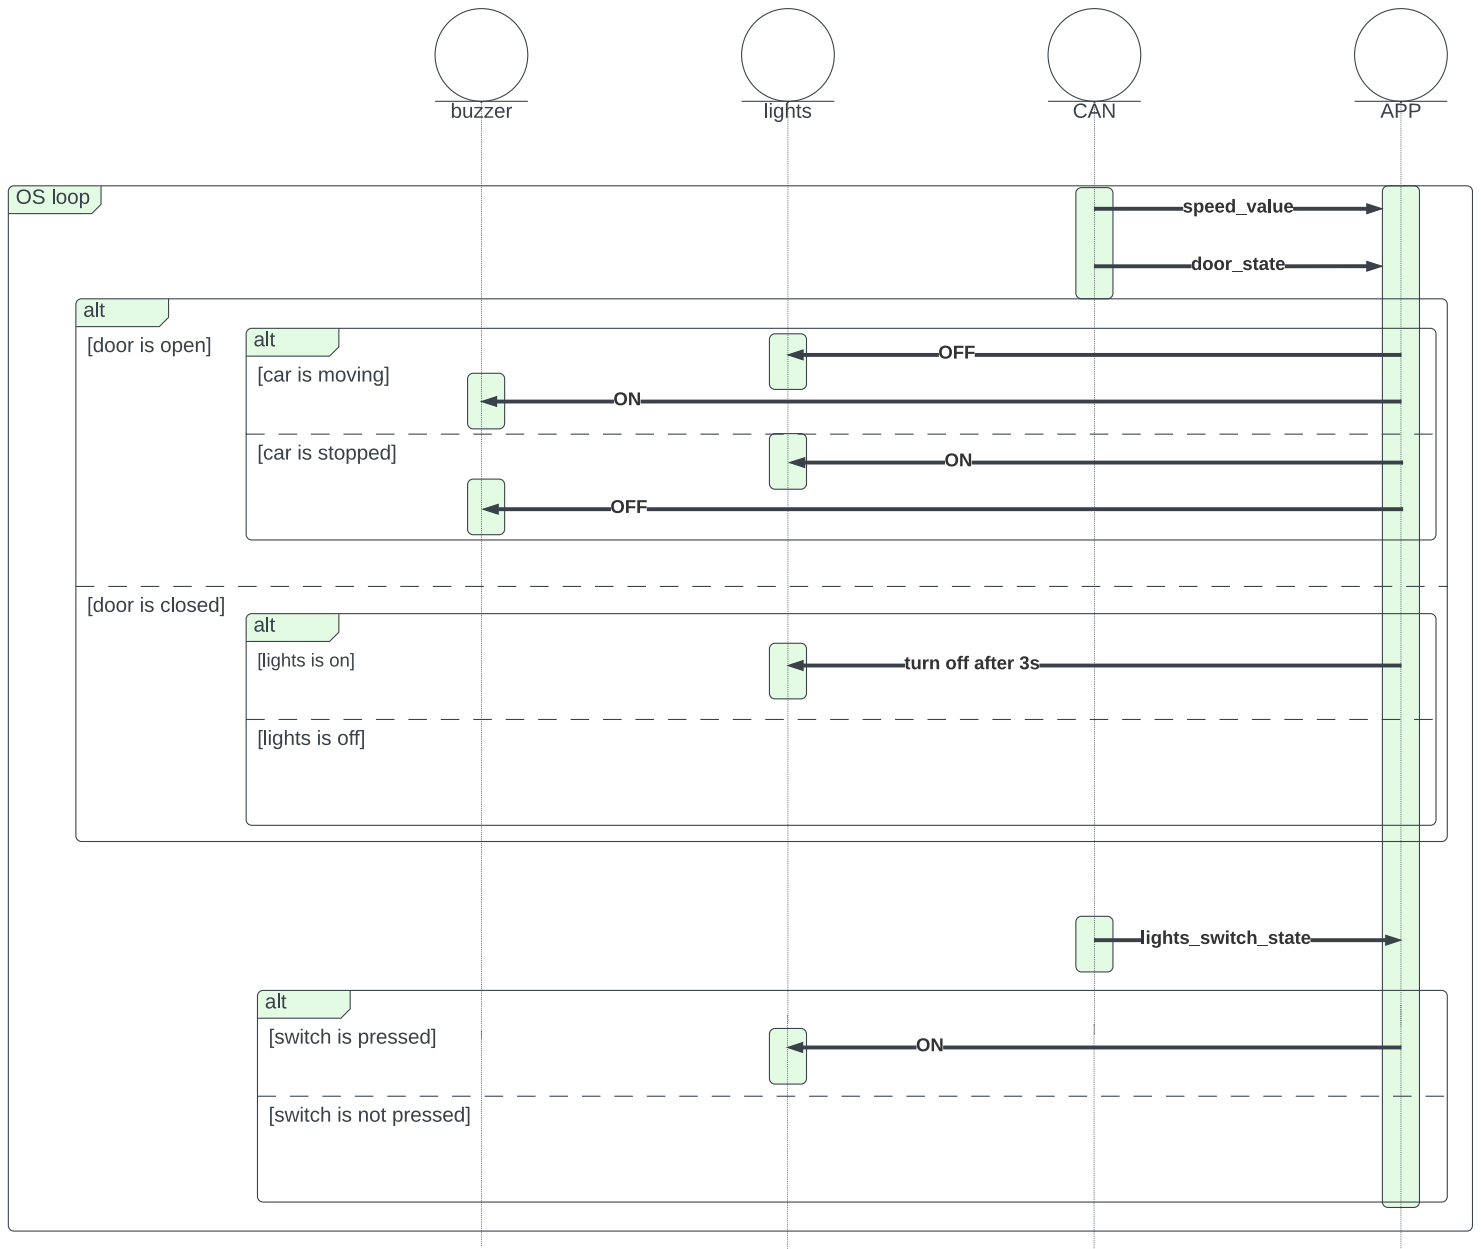 buzzer
lights
CAN
APP
OS loop
speed_value
door_state
alt
[door is open]
alt
OFF
[car is moving]
ON
[car is stopped]
ON
OFF
[door is closed]
alt
[lights is on]
turn off after 3s
[lights is off]
lights_switch_state
alt
[switch is pressed]
ON
[switch is not pressed]